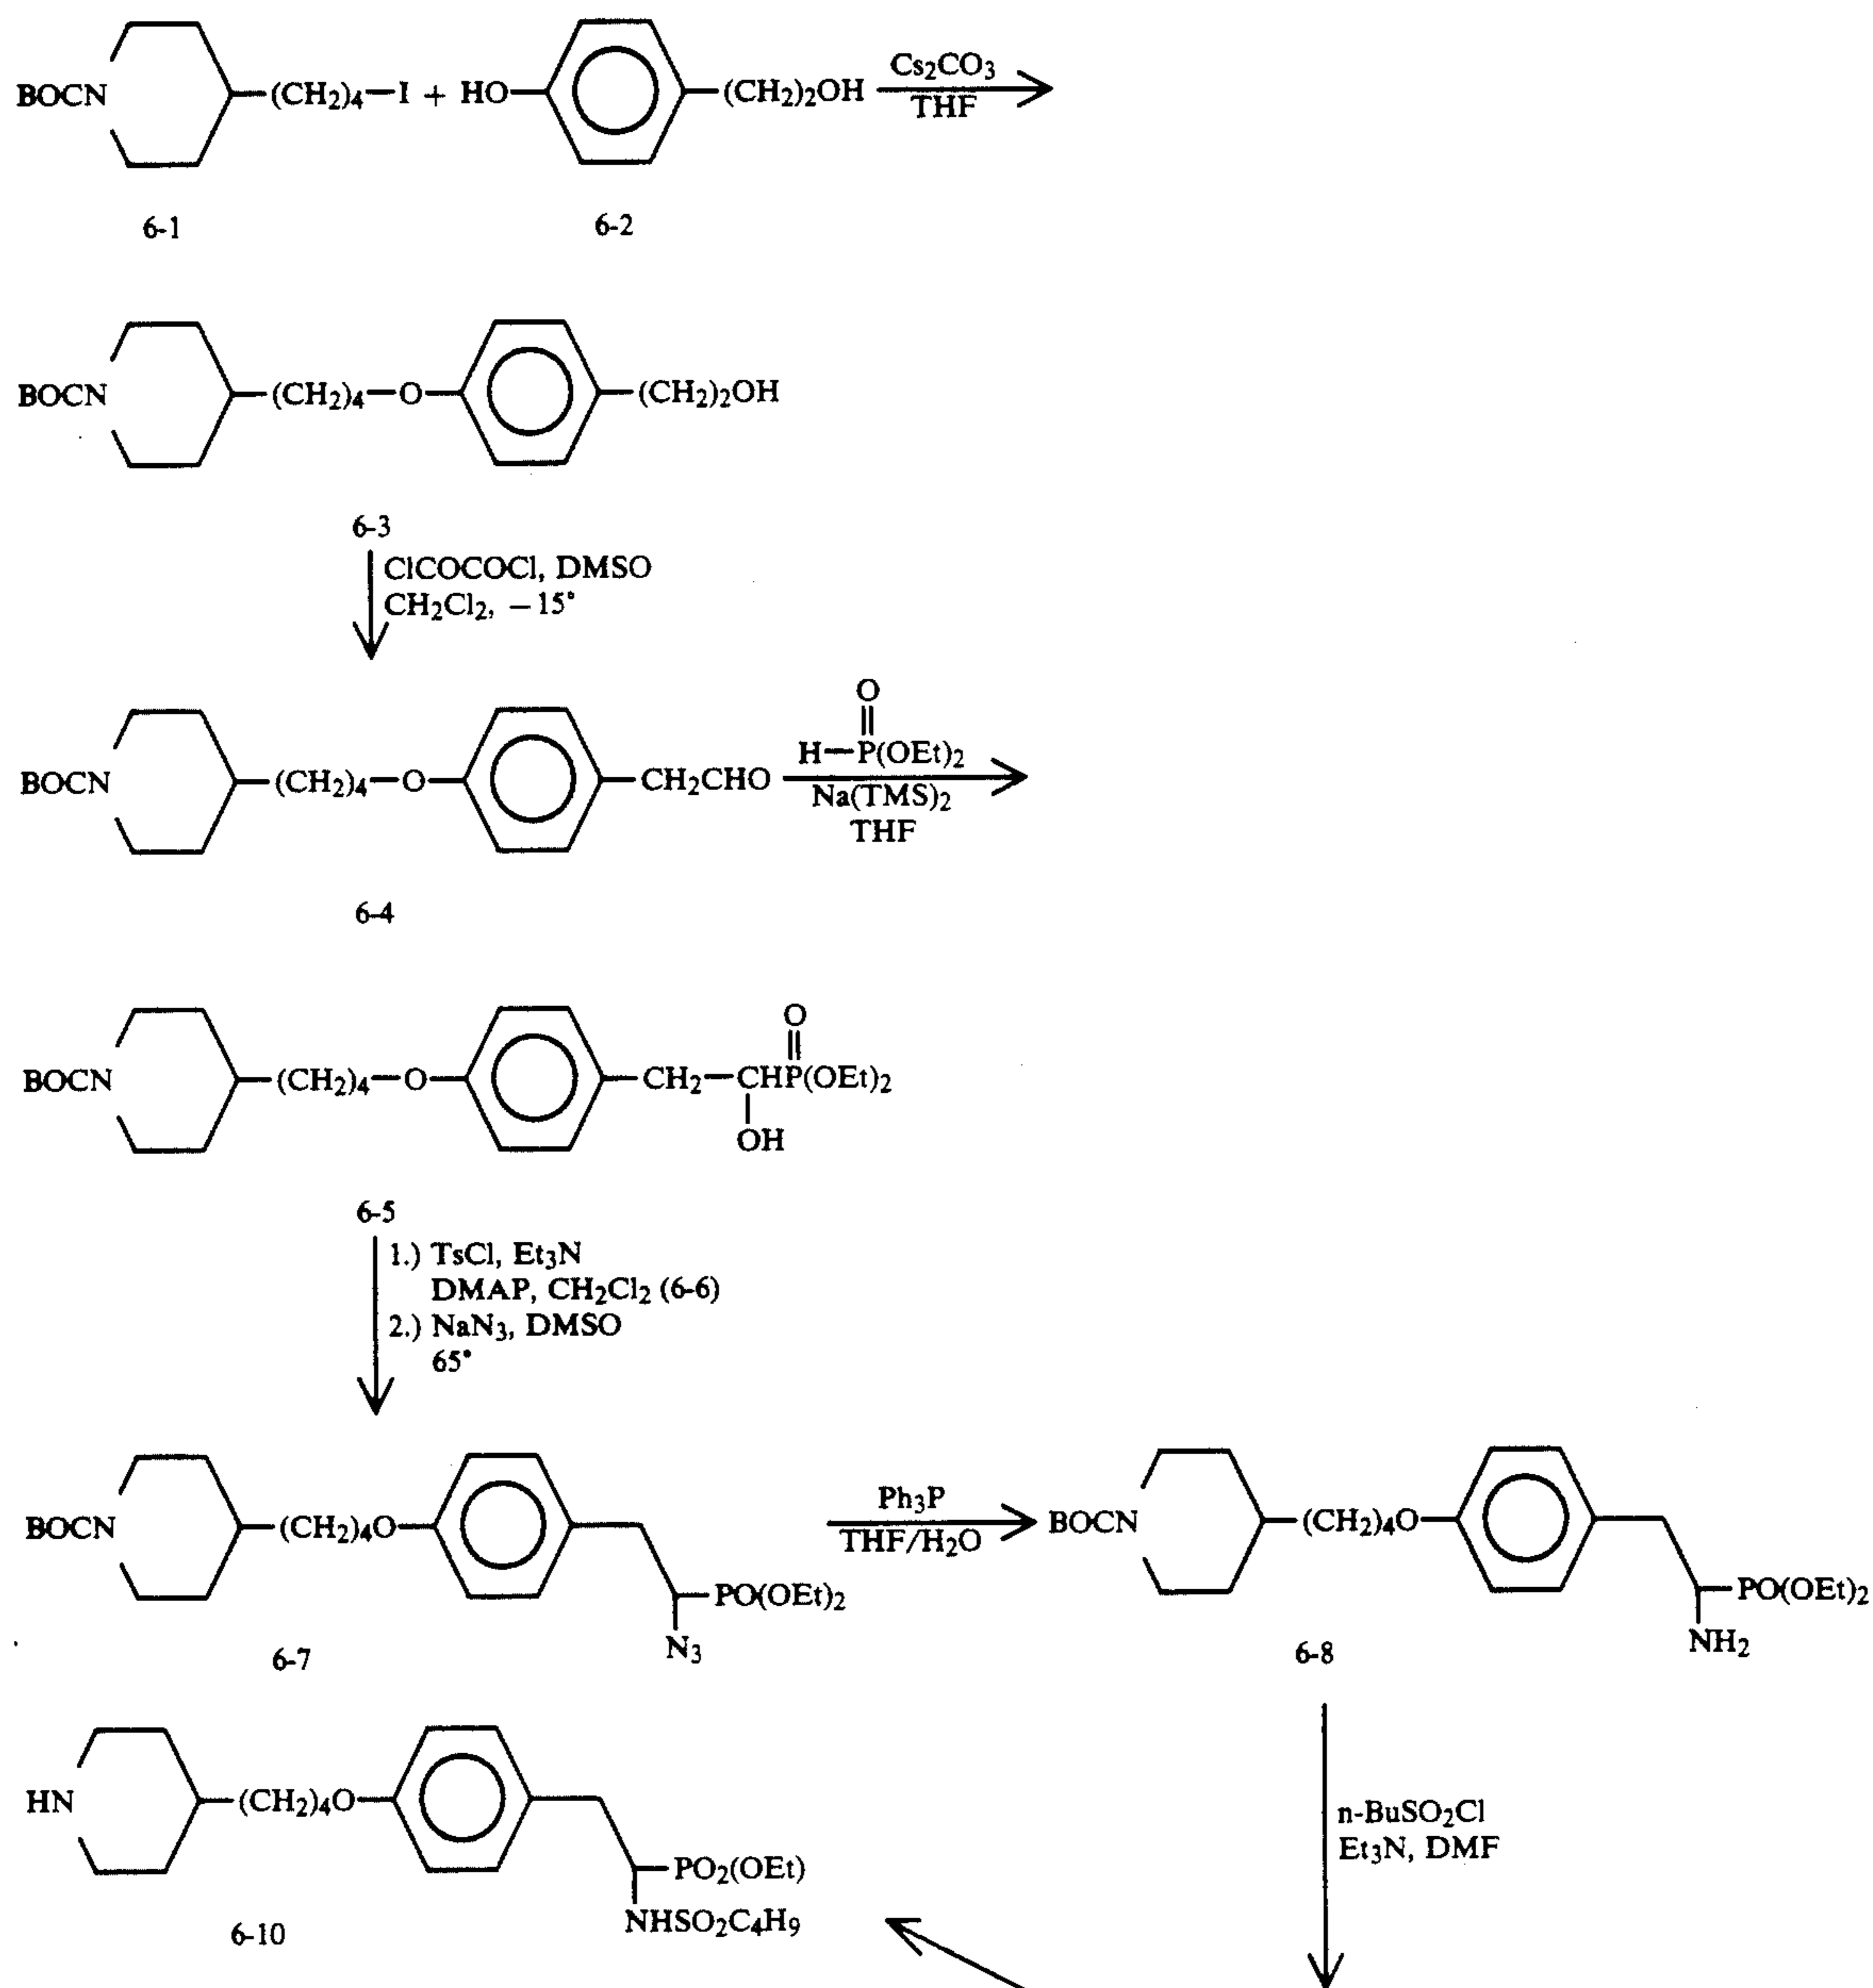 BOCN (CH2)4—I + HO (CH2)2OH Cs2CO3
THF
6-1 6-2
BOCN (CH2)4—O (CH2)2OH
6-3
ClCOCOCl, DMSO
CH2Cl2, −15°
BOCN (CH2)4—O CH2CHO
O
H—P(OEt)2
Na(TMS)2
THF
6-4
BOCN (CH2)4—O CH2—CHP(OEt)2
O
OH
6-5
1.) TsCl, Et3N
DMAP, CH2Cl2 (6-6)
2.) NaN3, DMSO
65°
BOCN (CH2)4O PO(OEt)2
N3
6-7
Ph3P
THF/H2O
BOCN (CH2)4O PO(OEt)2
NH2
6-8
n-BuSO2Cl
Et3N, DMF
HN (CH2)4O PO2(OEt)
NHSO2C4H9
6-10